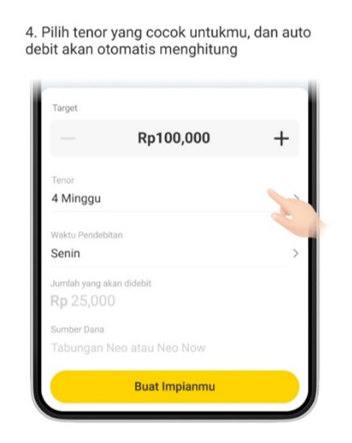 4. Pilih tenor yang cocok untukmu, dan auto
debit akan otomatis menghitung
Target
Rp100,000
Tenor
4 Minggu
Waktu Pendebitan
Senin
Jumlah yang akan didebit
Rp 25,000
Sumber Dana
Tabungan Neo atau Neo Now
Buat Impianmu